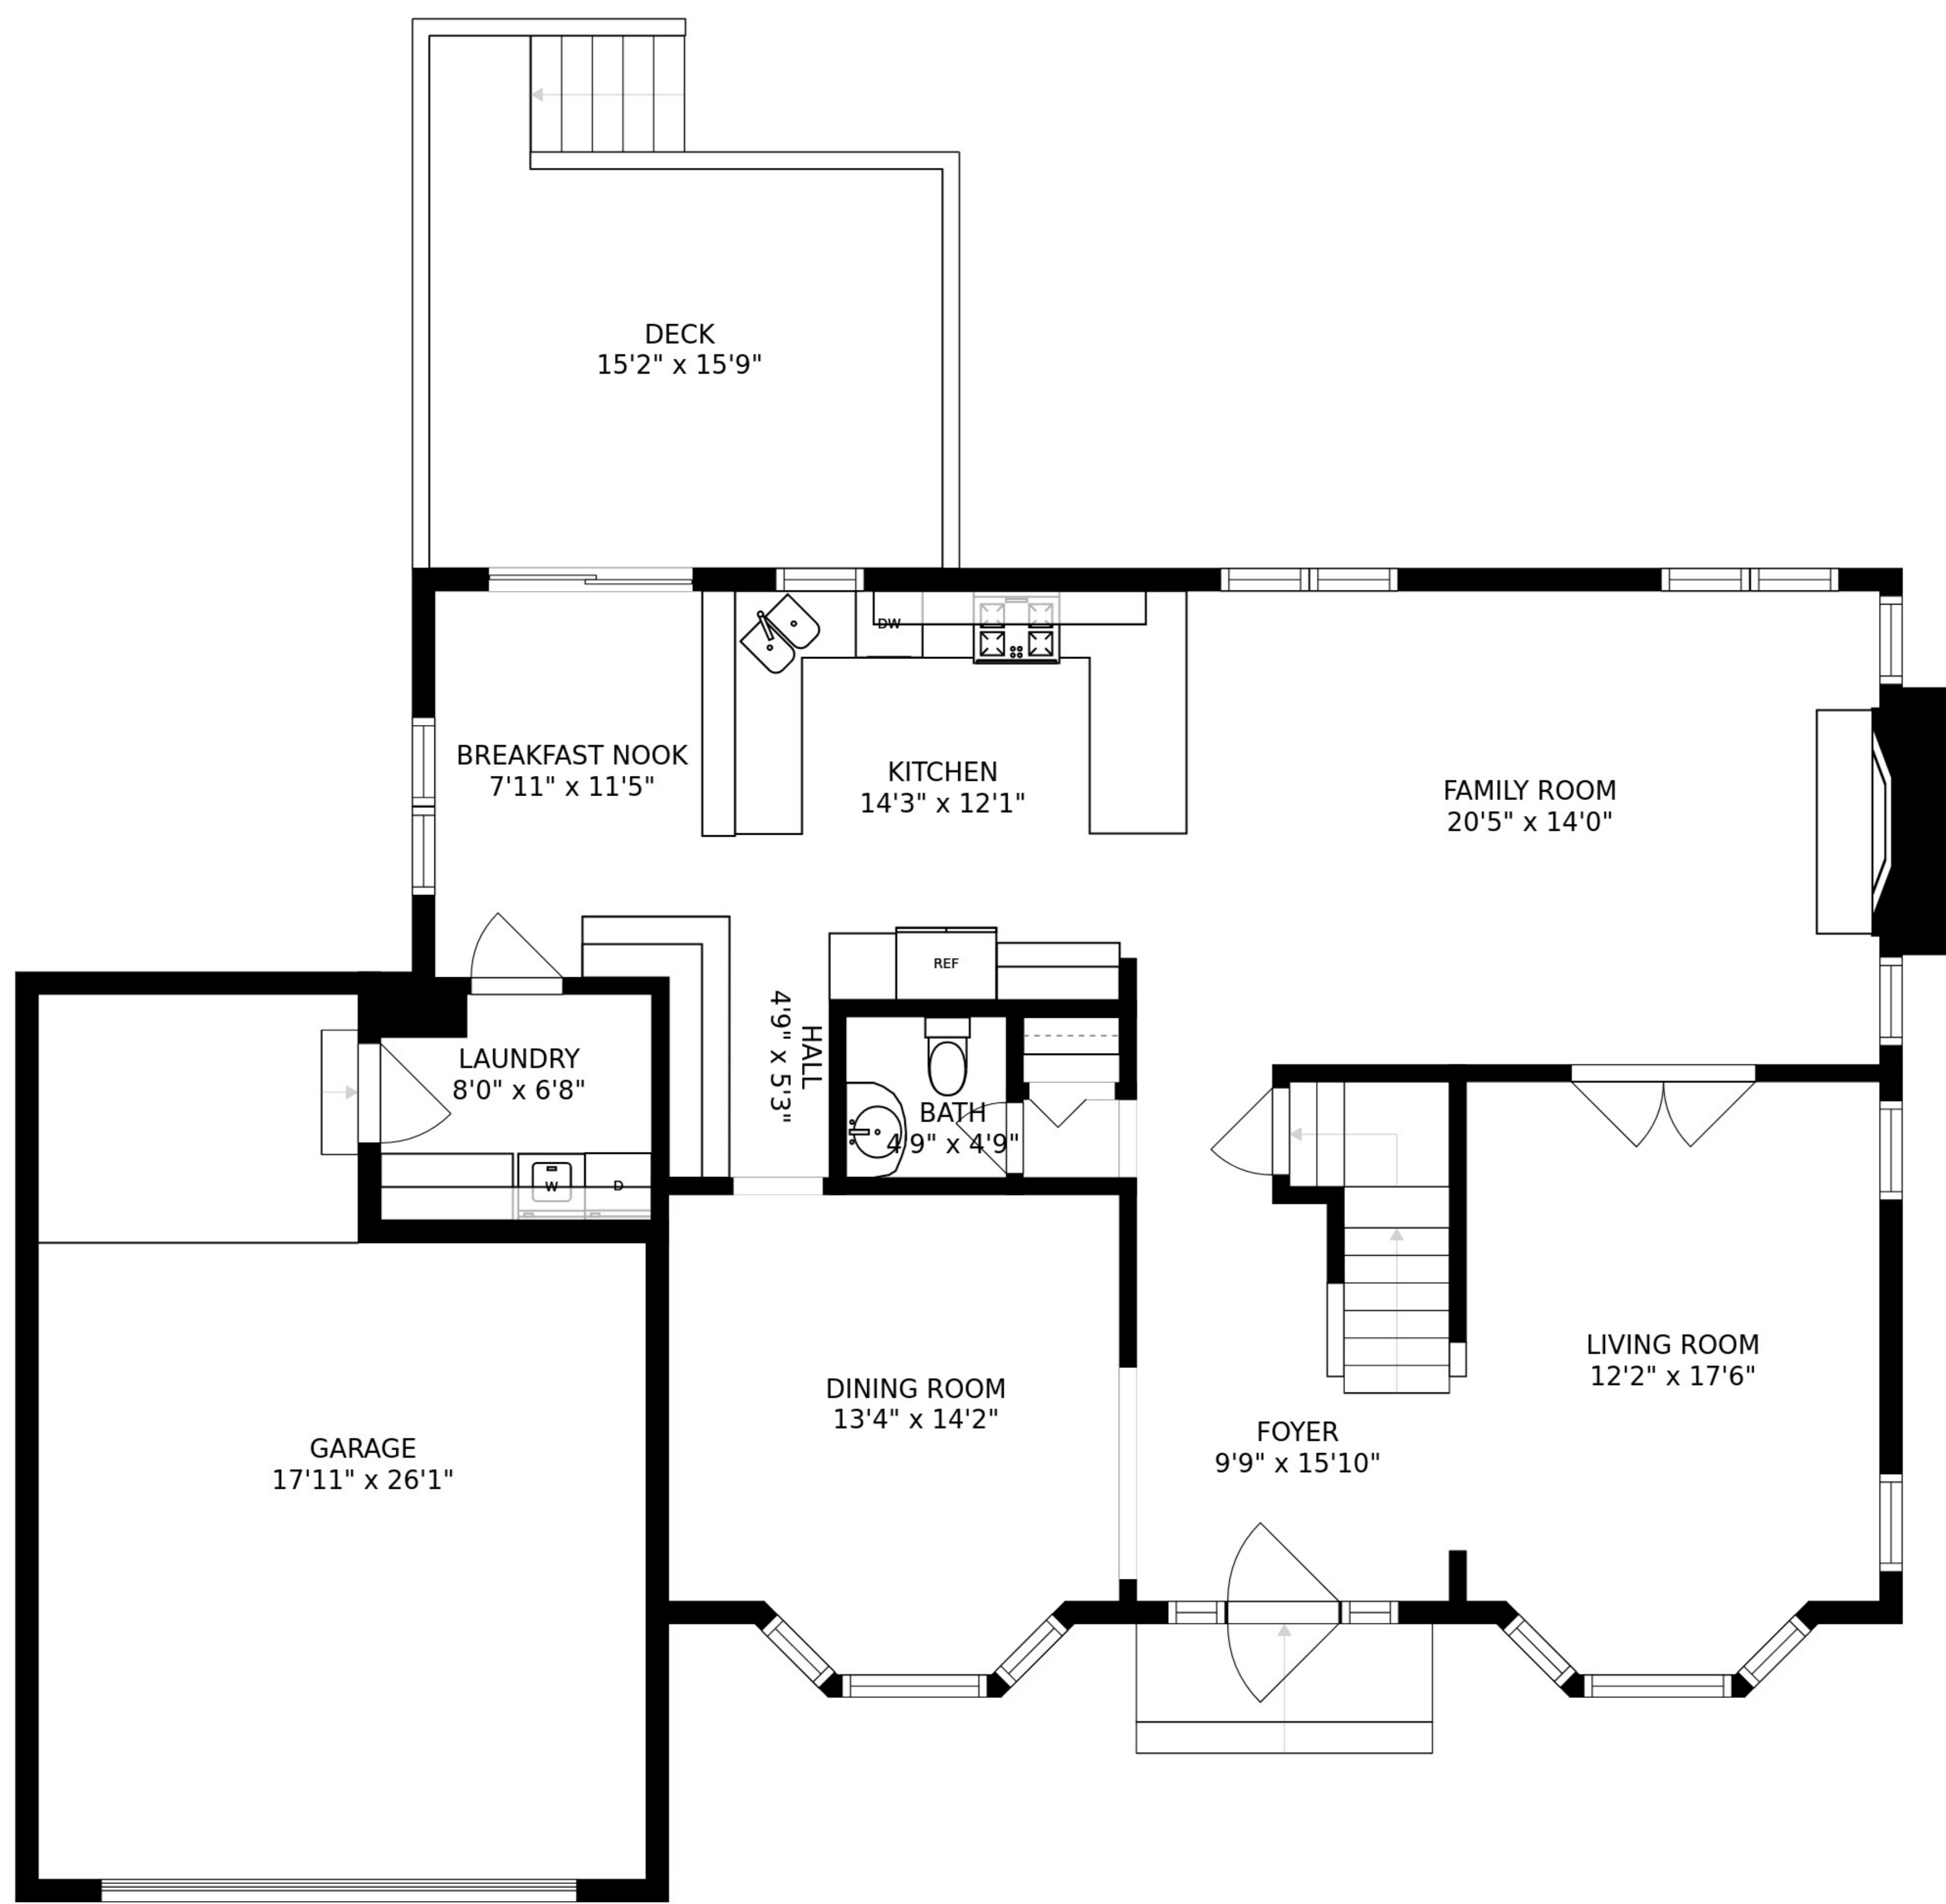 DECK
15'2" x 15'9"
DW
BREAKFAST NOOK
7'11" x 11'5"
KITCHEN
14'3" x 12'1"
FAMILY ROOM
20'5" x 14'0"
REF
HALL
4'9" x 5'3"
LAUNDRY
8'0" x 6'8"
BATH
4'9" x 4'9"
W
D
LIVING ROOM
12'2" x 17'6"
DINING ROOM
13'4" x 14'2"
FOYER
9'9" x 15'10"
GARAGE
17'11" x 26'1"